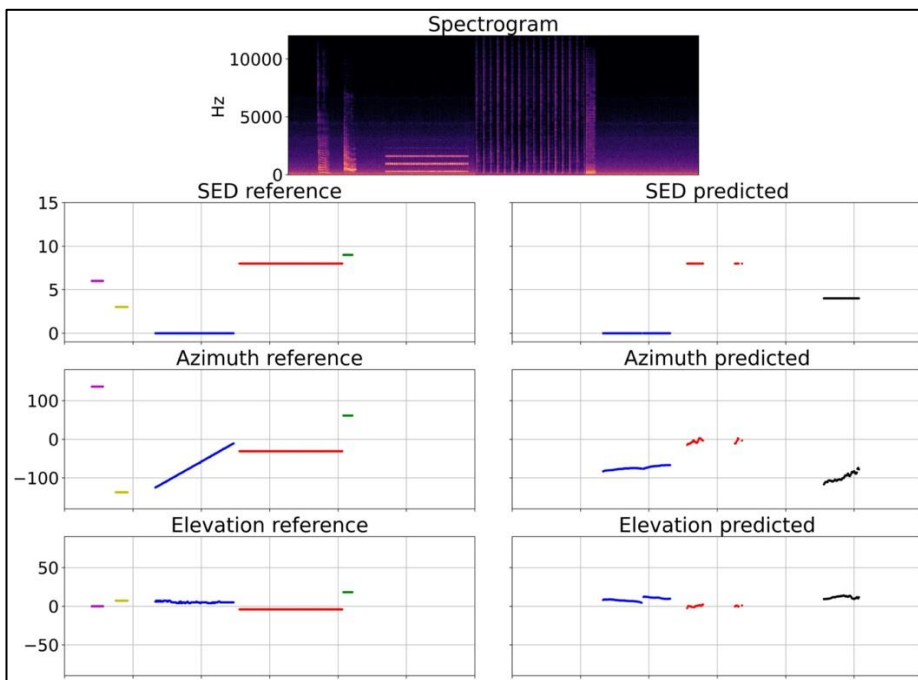 Spectrogram
10000
5000
0
Hz
SED reference
SED predicted
15
10
5
0
Azimuth reference
Azimuth predicted
100
0
−100
Elevation reference
Elevation predicted
50
0
−50